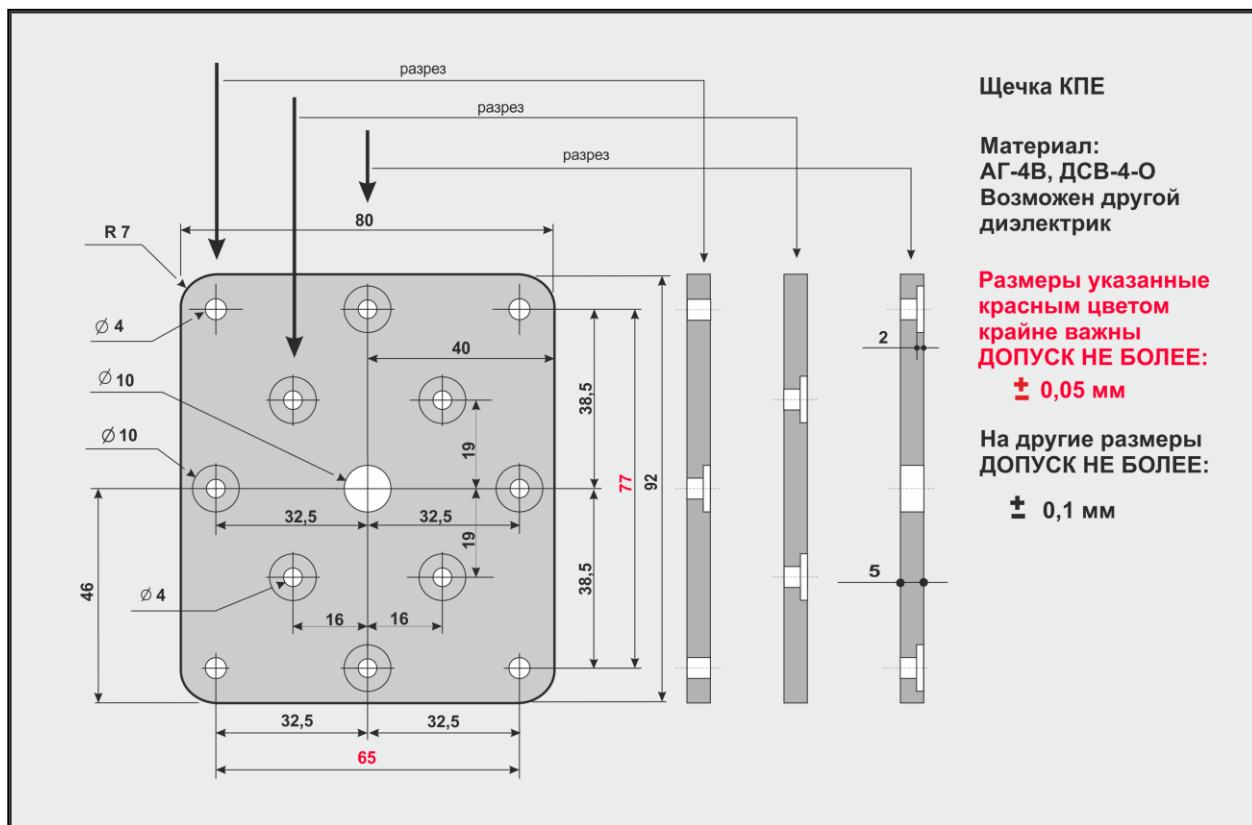 разрез
разрез
разрез
80
R 7
Ø 4
40
Ø 10
38,5
Ø 10
19
77
92
32,5
32,5
19
38,5
46
Ø 4
16
16
32,5
32,5
65
2
5
Щечка КПЕ
Материал:
АГ-4В, ДСВ-4-О
Возможен другой
диэлектрик
Размеры указанные
красным цветом
крайне важны
ДОПУСК НЕ БОЛЕЕ:
± 0,05 мм
На другие размеры
ДОПУСК НЕ БОЛЕЕ:
± 0,1 мм